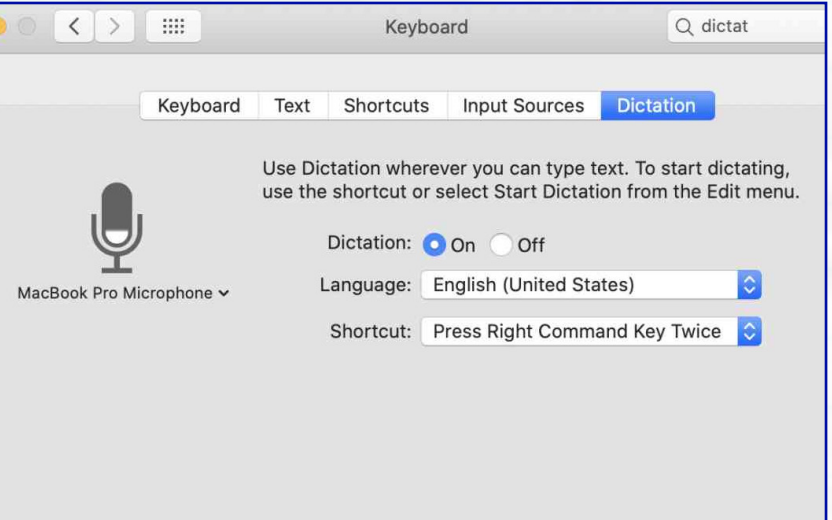 Keyboard
dictat
Keyboard Text Shortcuts Input Sources Dictation
Use Dictation wherever you can type text. To start dictating,
use the shortcut or select Start Dictation from the Edit menu.
Dictation: On Off
MacBook Pro Microphone
Language: English (United States)
Shortcut: Press Right Command Key Twice